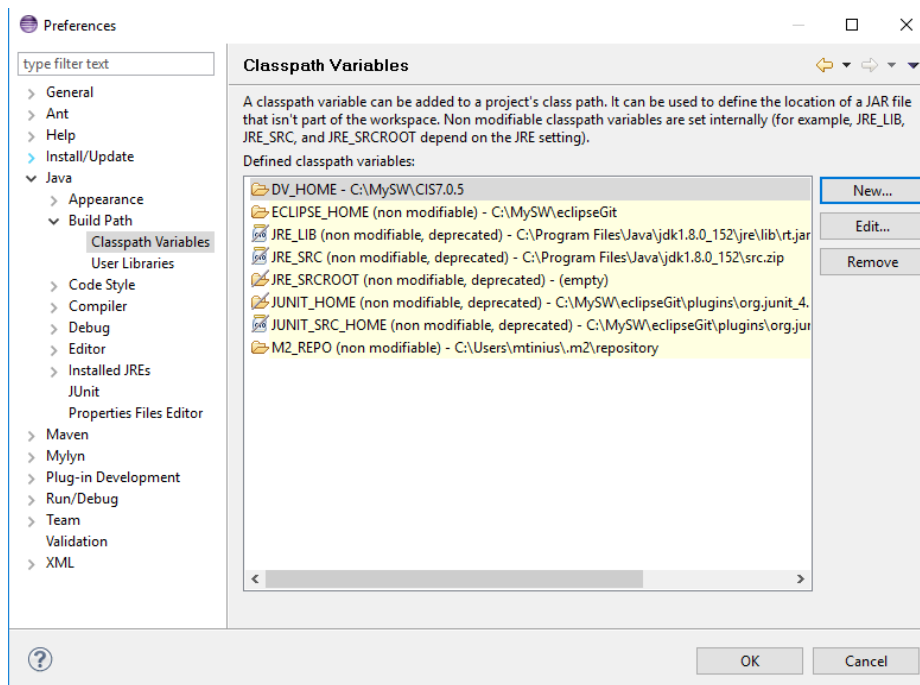 Preferences
type filter text
General
Ant
Help
Install/Update
Java
Appearance
Build Path
Classpath Variables
User Libraries
Code Style
Compiler
Debug
Editor
Installed JREs
JUnit
Properties Files Editor
Maven
Mylyn
Plug-in Development
Run/Debug
Team
Validation
XML
Classpath Variables
A classpath variable can be added to a project's class path. It can be used to define the location of a JAR file
that isn't part of the workspace. Non modifiable classpath variables are set internally (for example, JRE_LIB,
JRE_SRC, and JRE_SRCROOT depend on the JRE setting).
Defined classpath variables:
DV_HOME - C:\MySW\CIS7.0.5
ECLIPSE_HOME (non modifiable) - C:\MySW\eclipseGit
JRE_LIB (non modifiable, deprecated) - C:\Program Files\Java\jdk1.8.0_152\jre\lib\rt.jar
JRE_SRC (non modifiable, deprecated) - C:\Program Files\Java\jdk1.8.0_152\src.zip
JRE_SRCROOT (non modifiable, deprecated) - (empty)
JUNIT_HOME (non modifiable, deprecated) - C:\MySW\eclipseGit\plugins\org.junit_4.
JUNIT_SRC_HOME (non modifiable, deprecated) - C:\MySW\eclipseGit\plugins\org.jur
M2_REPO (non modifiable) - C:\Users\mtinius\.m2\repository
New...
Edit...
Remove
OK
Cancel